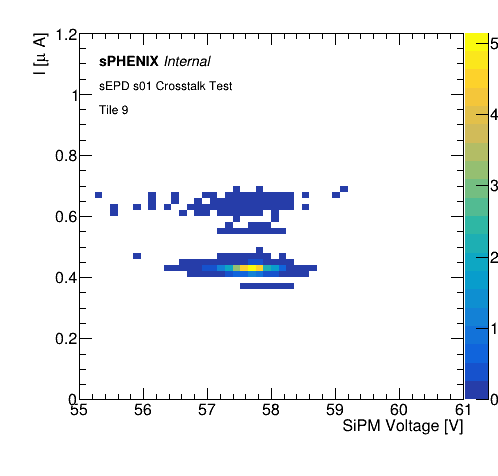 I [μ A]
1.2
1
0.8
0.6
0.4
0.2
0
sPHENIX Internal
sEPD s01 Crosstalk Test
Tile 9
55 56 57 58 59 60 61
SiPM Voltage [V]
5
4
3
2
1
0